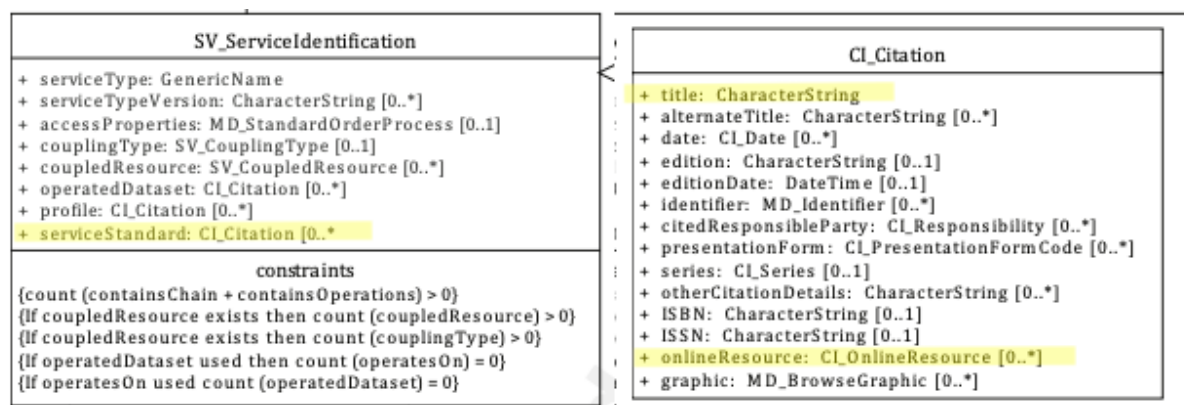 SV_ServiceIdentification
+ serviceType: GenericName
+ serviceTypeVersion: CharacterString [0..*]
+ accessProperties: MD_StandardOrderProcess [0..1]
+ couplingType: SV_CouplingType [0..1]
+ coupledResource: SV_CoupledResource [0..*]
+ operatedDataset: CI_Citation [0..*]
+ profile: CI_Citation [0..*]
+ serviceStandard: CI_Citation [0..*
constraints
{count (containsChain + containsOperations) > 0}
{If coupledResource exists then count (coupledResource) > 0}
{If coupledResource exists then count (couplingType) > 0}
{If operatedDataset used then count (operatesOn) = 0}
{If operatesOn used count (operatedDataset) = 0}
CI_Citation
+ title: CharacterString
+ alternateTitle: CharacterString [0..*]
+ date: CI_Date [0..*]
+ edition: CharacterString [0..1]
+ editionDate: DateTime [0..1]
+ identifier: MD_Identifier [0..*]
+ citedResponsibleParty: CI_Responsibility [0..*]
+ presentationForm: CI_PresentationFormCode [0..*]
+ series: CI_Series [0..1]
+ otherCitationDetails: CharacterString [0..*]
+ ISBN: CharacterString [0..1]
+ ISSN: CharacterString [0..1]
+ onlineResource: CI_OnlineResource [0..*]
+ graphic: MD_BrowseGraphic [0..*]